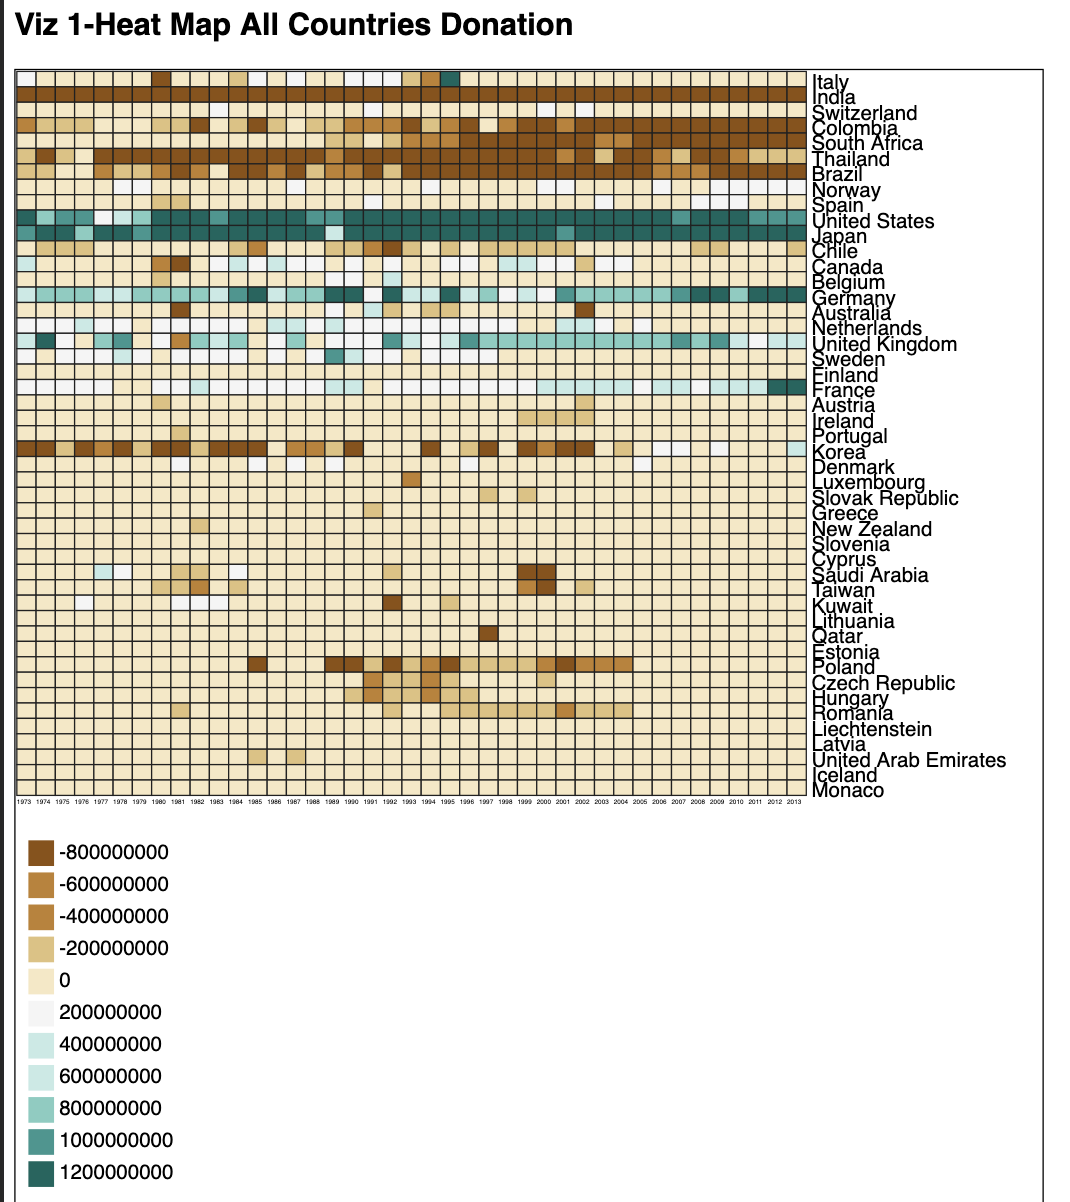 Viz 1-Heat Map All Countries Donation
Italy
India
Switzerland
Colombia
South Africa
Thailand
Brazil
Norway
Spain
United States
Japan
Chile
Canada
Belgium
Germany
Australia
Netherlands
United Kingdom
Sweden
Finland
France
Austria
Ireland
Portugal
Korea
Denmark
Luxembourg
Slovak Republic
Greece
New Zealand
Slovenia
Cyprus
Saudi Arabia
Taiwan
Kuwait
Lithuania
Qatar
Estonia
Poland
Czech Republic
Hungary
Romania
Liechtenstein
Latvia
United Arab Emirates
Iceland
Monaco
1973 1974 1975 1976 1977 1978 1979 1980 1981 1982 1983 1984 1985 1986 1987 1988 1989 1990 1991 1992 1993 1994 1995 1996 1997 1998 1999 2000 2001 2002 2003 2004 2005 2006 2007 2008 2009 2010 2011 2012 2013
-800000000
-600000000
-400000000
-200000000
0
200000000
400000000
600000000
800000000
1000000000
1200000000